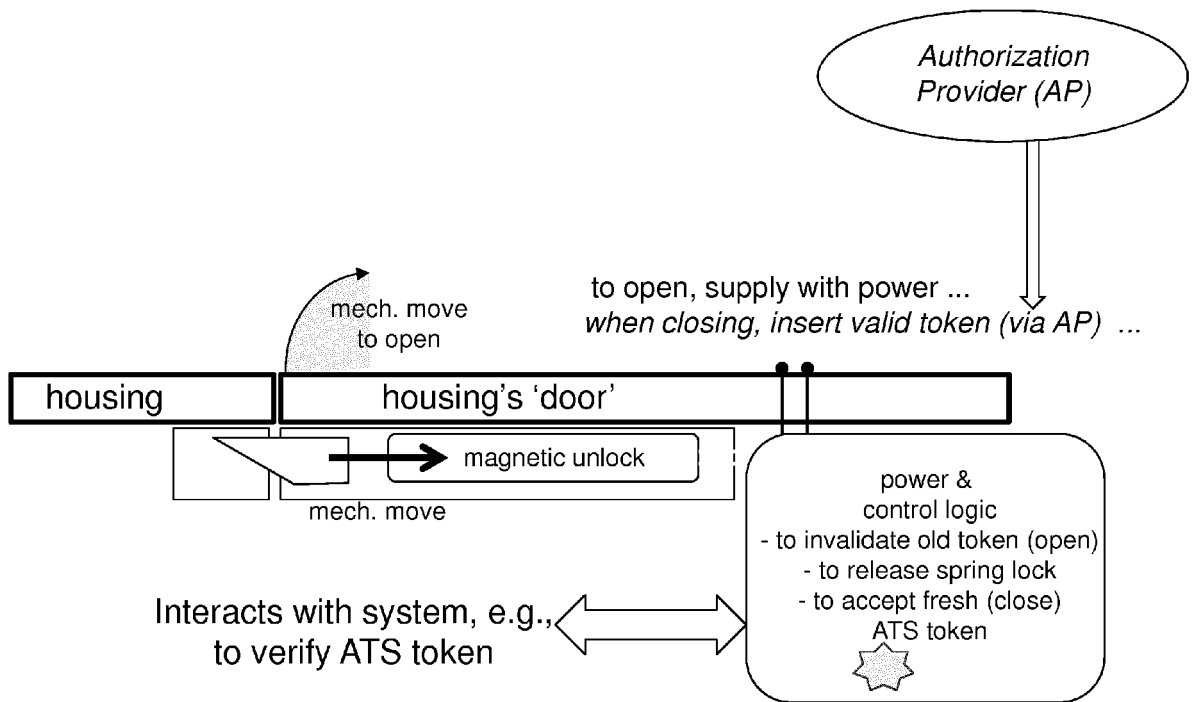 Authorization
Provider (AP)
to open, supply with power ...
when closing, insert valid token (via AP) ...
mech. move
to open
housing
housing's 'door'
magnetic unlock
mech. move
power &
control logic
- to invalidate old token (open)
- to release spring lock
- to accept fresh (close)
ATS token
Interacts with system, e.g.,
to verify ATS token